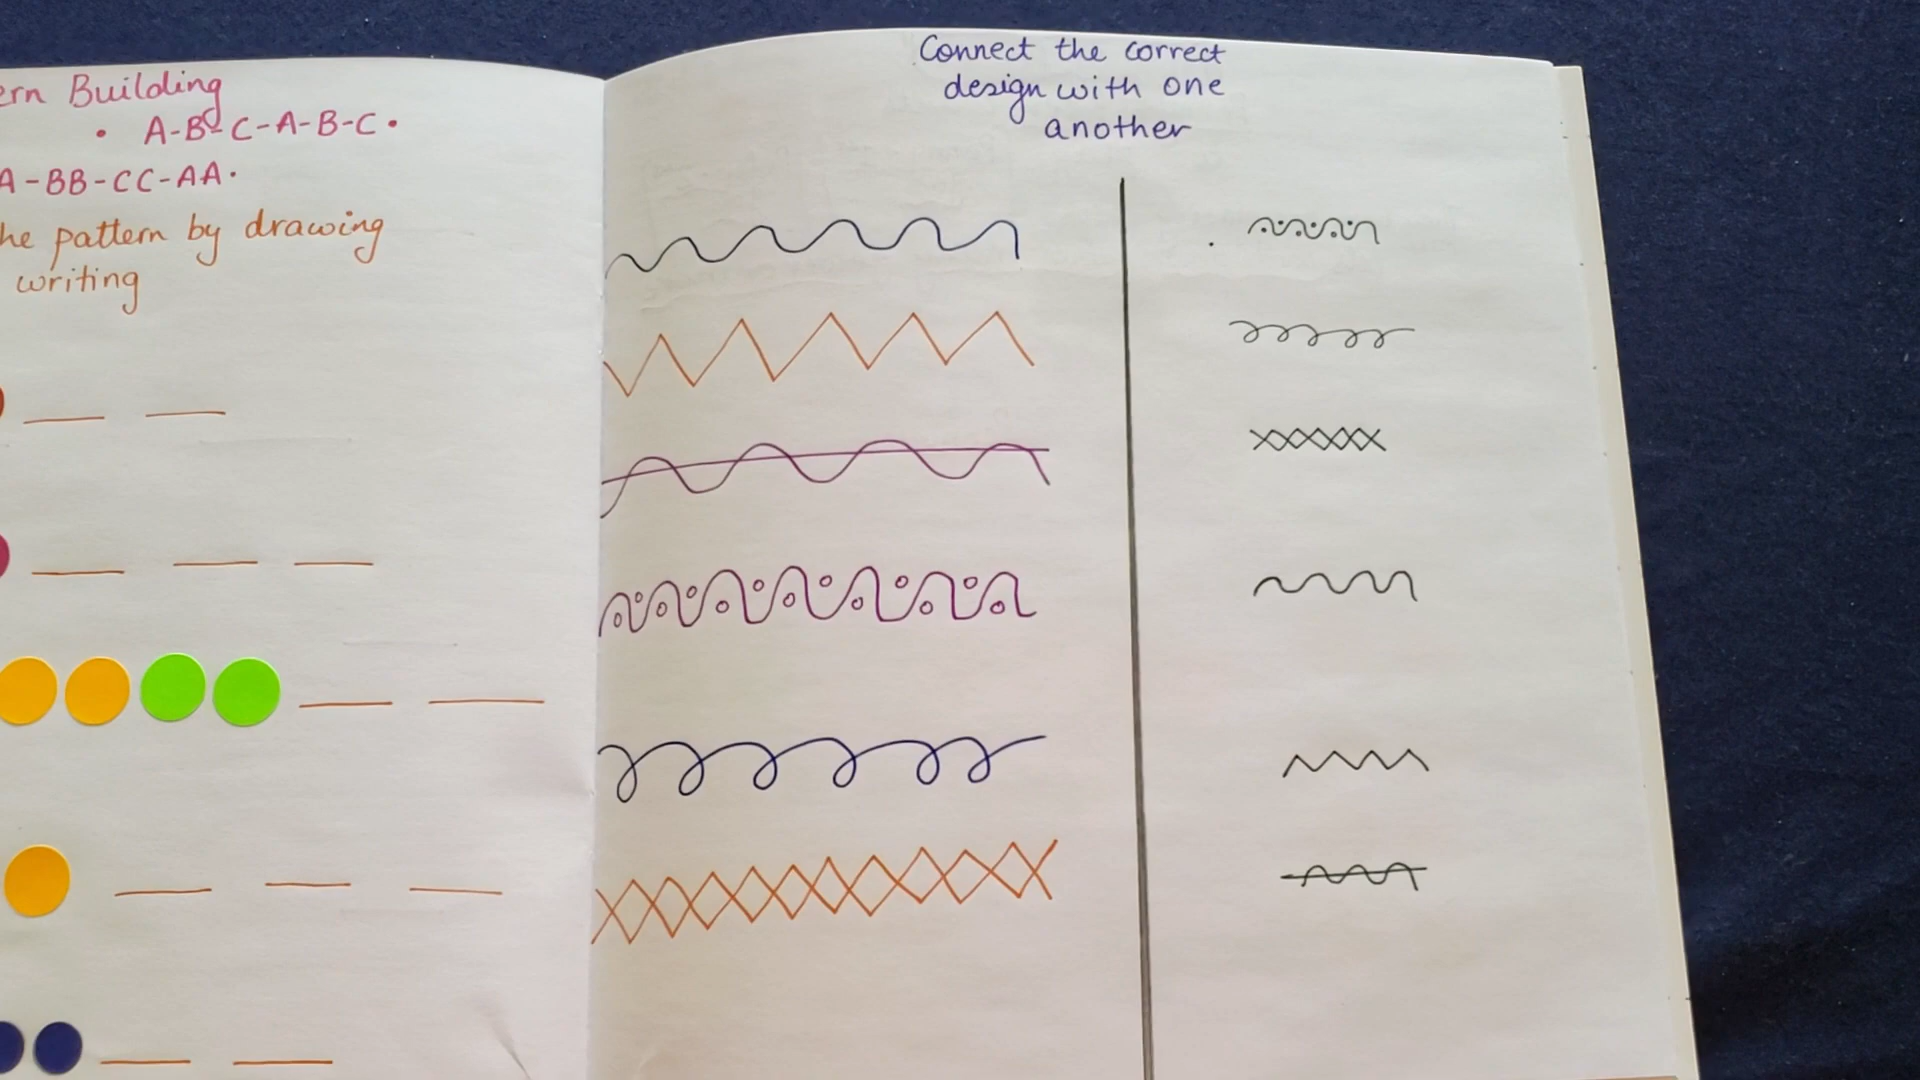 ern Building
• A-B-C-A-B-C •
A-BB-CC-AA.
he pattern by drawing
writing
Connect the correct
design with one
another